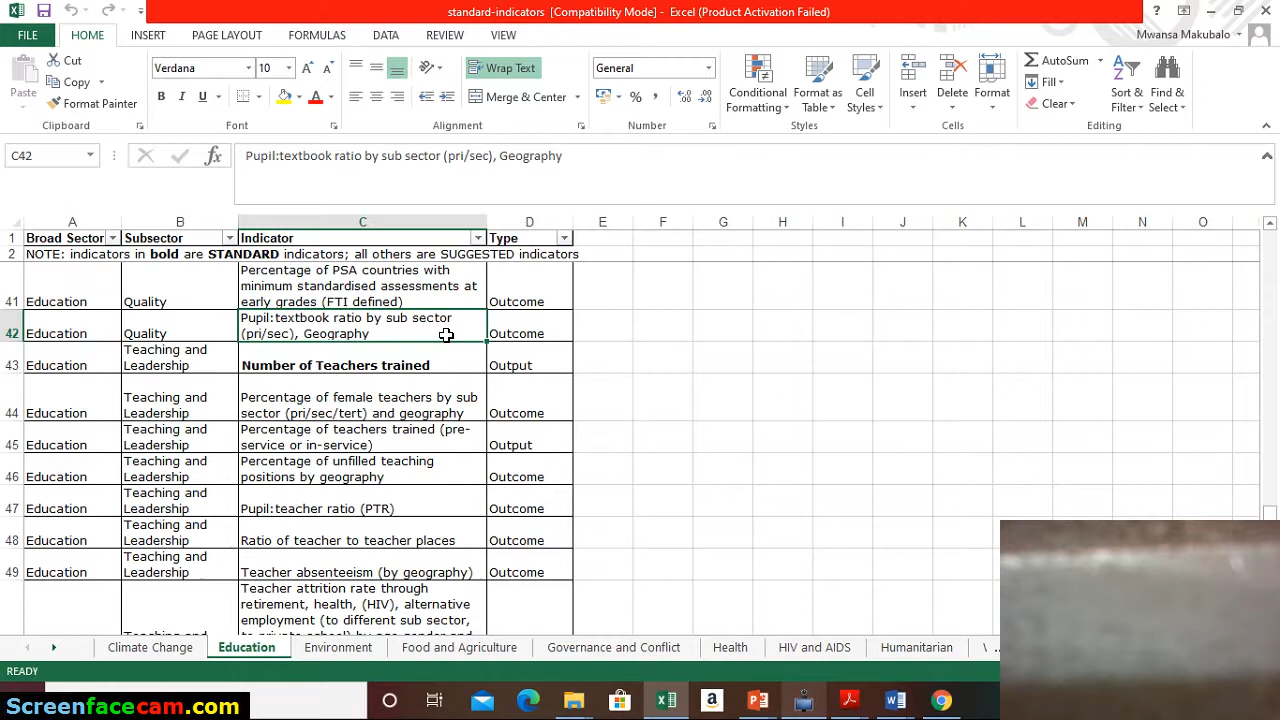 standard-indicators [Compatibility Mode] - Excel (Product Activation Failed)
FILE HOME INSERT PAGE LAYOUT FORMULAS DATA REVIEW VIEW Mwansa Makubalo
Paste
Cut
Copy
Format Painter
Verdana 10
B I U
Wrap Text
Merge & Center
General
Conditional Formatting
Format as Table
Cell Styles
Insert
Delete
Format
AutoSum
Fill
Clear
Sort & Filter
Find & Select
Clipboard Font Alignment Number Styles Cells Editing
C42 fx Pupil:textbook ratio by sub sector (pri/sec), Geography
A B C D E F G H I J K L M N O
1 Broad Sector Subsector Indicator Type
2 NOTE: indicators in bold are STANDARD indicators; all others are SUGGESTED indicators
Percentage of PSA countries with
minimum standardised assessments at
41 Education Quality early grades (FTI defined) Outcome
Pupil:textbook ratio by sub sector
42 Education Quality (pri/sec), Geography Outcome
Teaching and
43 Education Leadership Number of Teachers trained Output
Teaching and Percentage of female teachers by sub
44 Education Leadership sector (pri/sec/tert) and geography Outcome
Teaching and Percentage of teachers trained (pre-
45 Education Leadership service or in-service) Output
Teaching and Percentage of unfilled teaching
46 Education Leadership positions by geography Outcome
Teaching and
47 Education Leadership Pupil:teacher ratio (PTR) Outcome
Teaching and
48 Education Leadership Ratio of teacher to teacher places Outcome
Teaching and
49 Education Leadership Teacher absenteeism (by geography) Outcome
Teacher attrition rate through
retirement, health, (HIV), alternative
employment (to different sub sector,
Climate Change Education Environment Food and Agriculture Governance and Conflict Health HIV and AIDS Humanitarian
READY
Screenfacecam.com